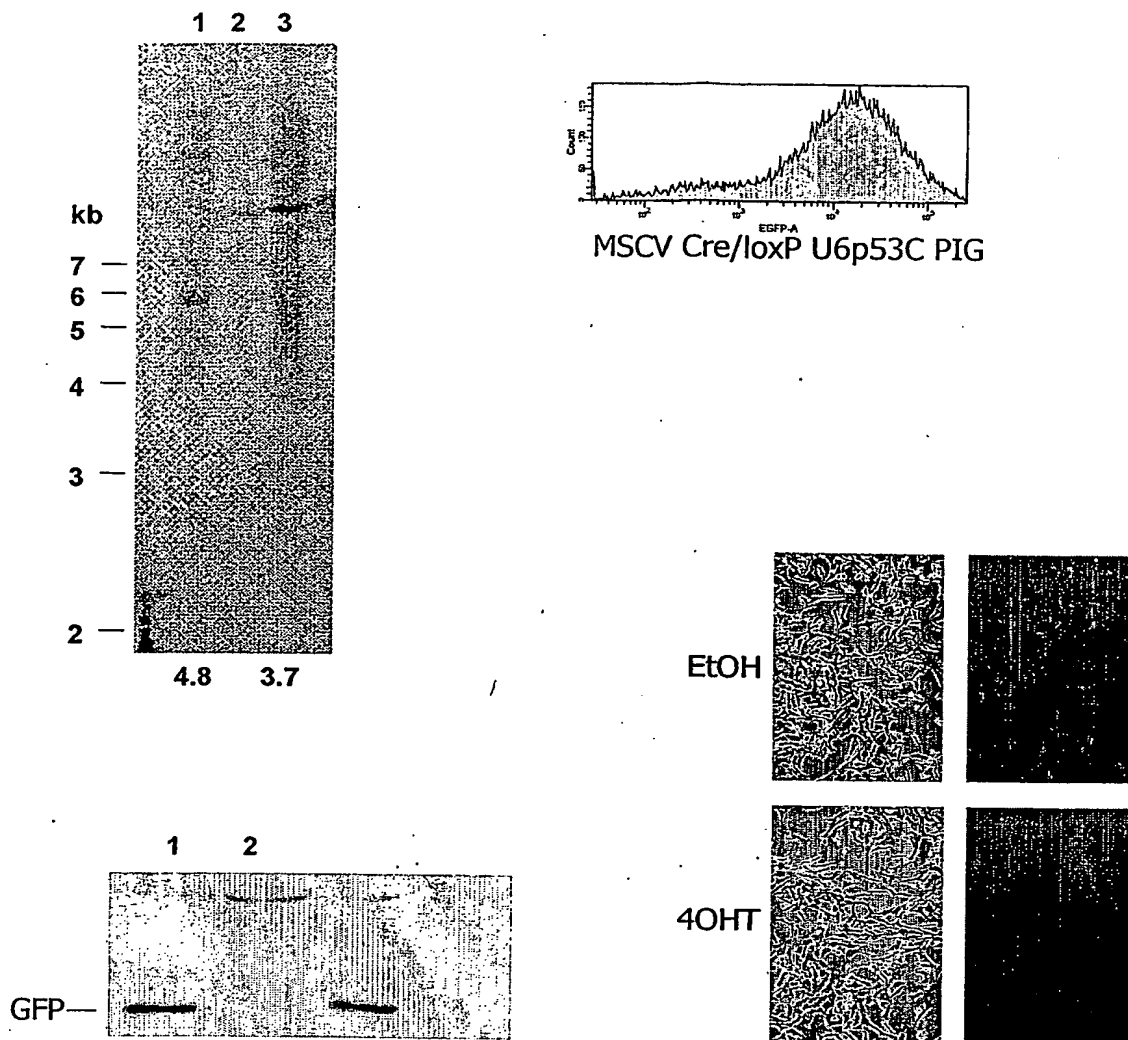 1 2 3
kb
7
6
5
4
3
2
4.8 3.7
Count
EGFP-A
MSCV Cre/loxP U6p53C PIG
EtOH
4OHT
1 2
GFP